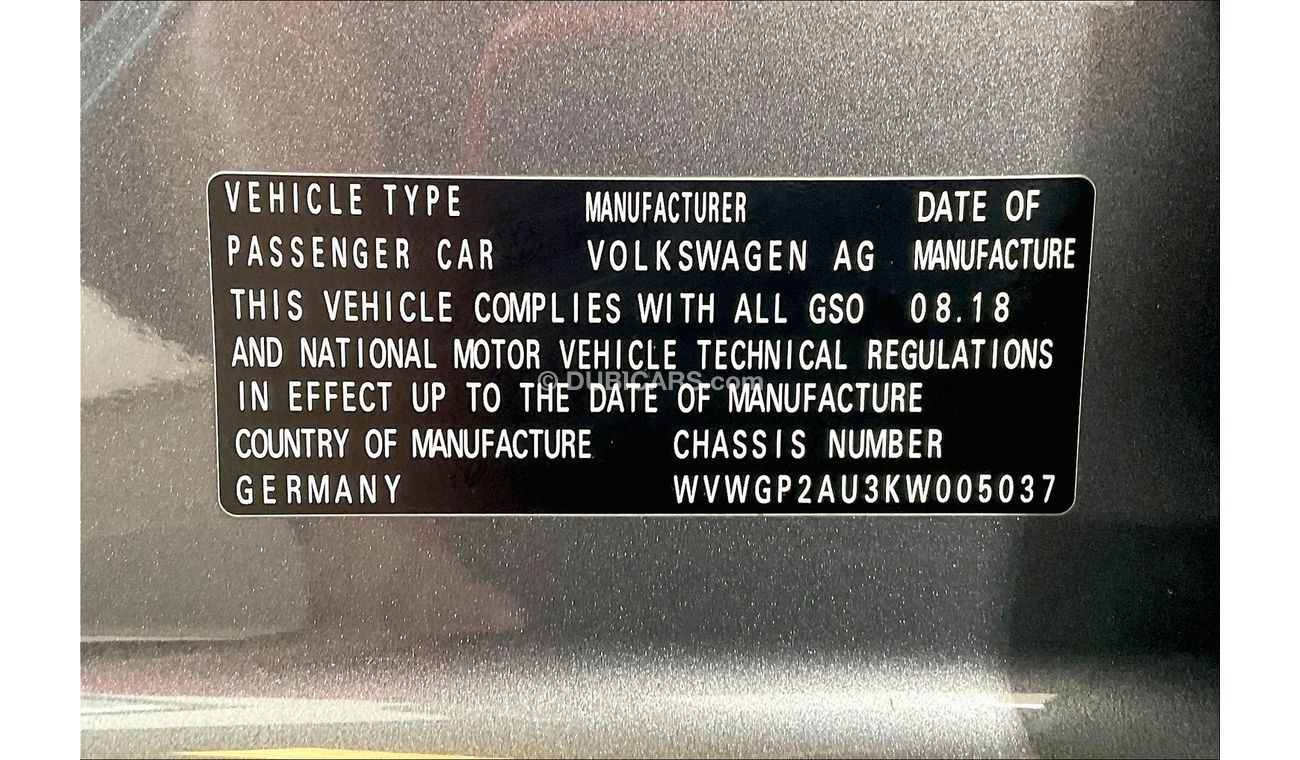 VEHICLE TYPE MANUFACTURER DATE OF
PASSENGER CAR VOLKSWAGEN AG MANUFACTURE
THIS VEHICLE COMPLIES WITH ALL GSO 08.18
AND NATIONAL MOTOR VEHICLE TECHNICAL REGULATIONS
© DUBICARS.com
IN EFFECT UP TO THE DATE OF MANUFACTURE
COUNTRY OF MANUFACTURE CHASSIS NUMBER
GERMANY WVWGP2AU3KW005037